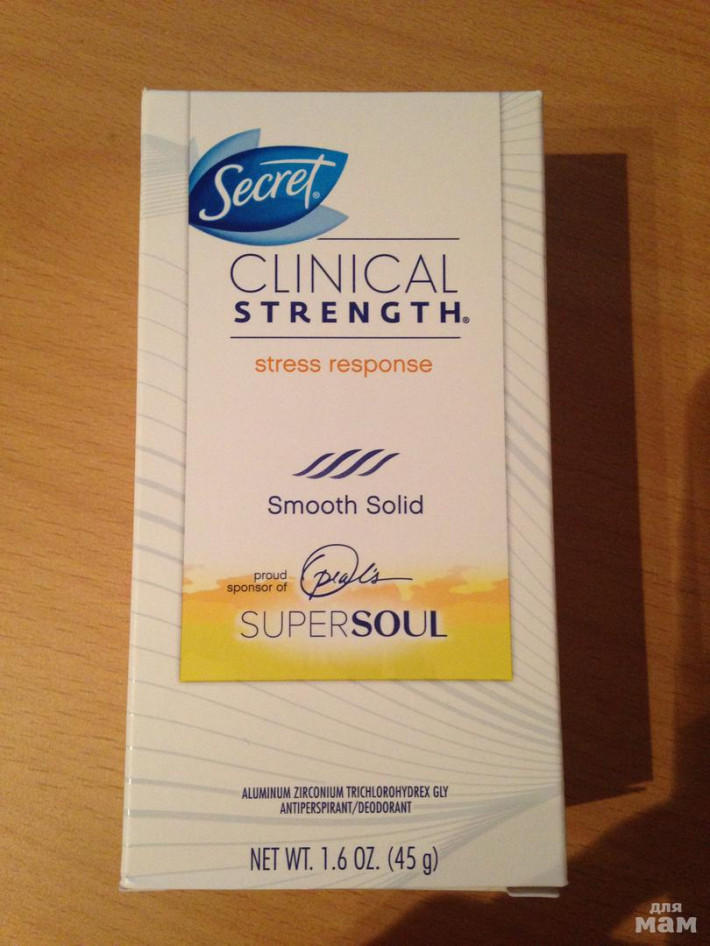 Secret®
CLINICAL
STRENGTH®
stress response
Smooth Solid
proud
sponsor of
Oprah's
SUPERSOUL
ALUMINUM ZIRCONIUM TRICHLOROHYDREX GLY
ANTIPERSPIRANT/DEODORANT
NET WT. 1.6 OZ. (45 g)
для
мам